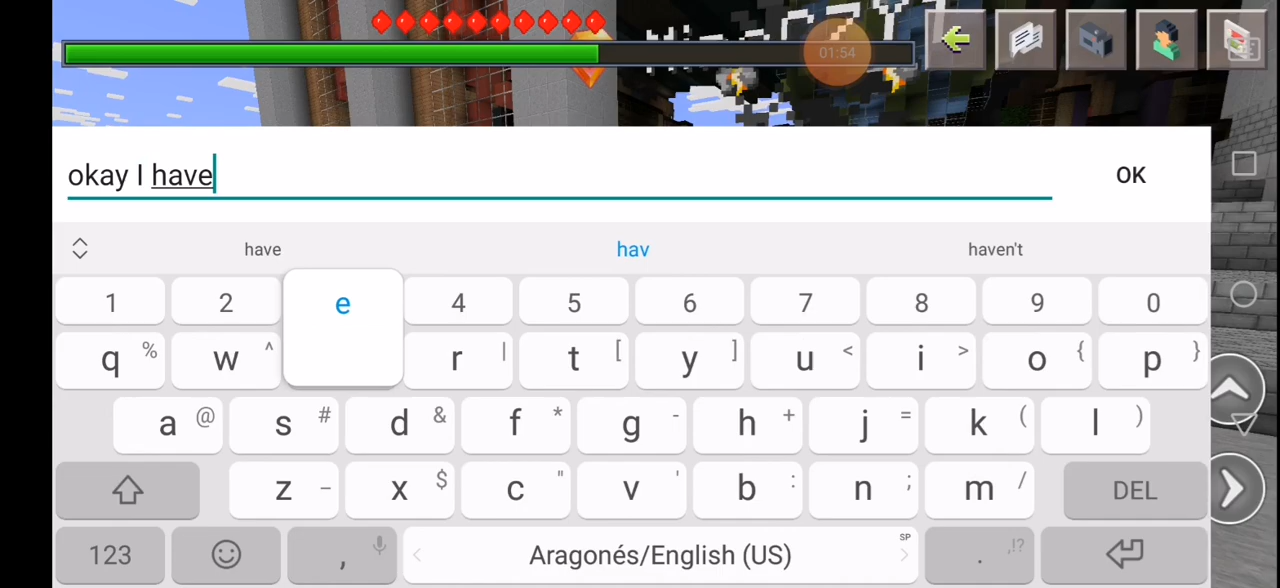 01:54
okay I have
OK
have hav haven't
1 2 e 4 5 6 7 8 9 0
q % w ^ r | t [ y ] u < i > o { p }
a @ s # d & f * g - h + j = k ( l )
z _ x $ c " v ' b : n ; m / DEL
123 , Aragonés/English (US) SP . ,!?